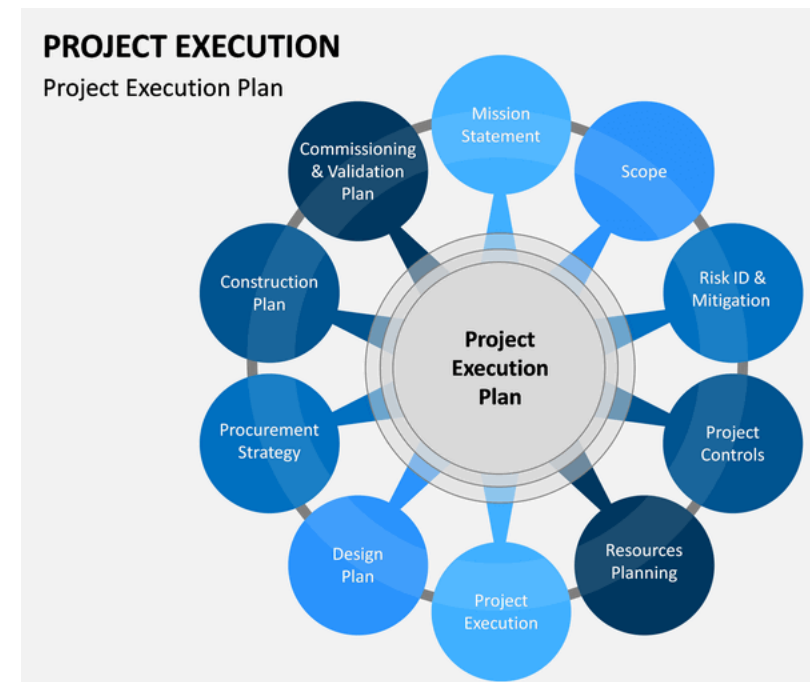 PROJECT EXECUTION
Project Execution Plan
Mission
Statement
Scope
Risk ID &
Mitigation
Project
Controls
Resources
Planning
Project
Execution
Design
Plan
Procurement
Strategy
Construction
Plan
Commissioning
& Validation
Plan
Project
Execution
Plan